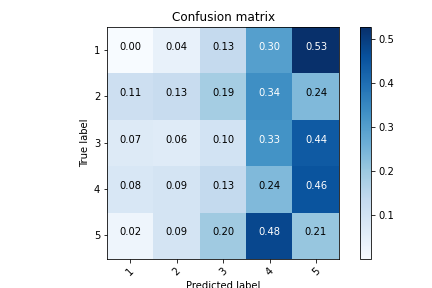 Confusion matrix
1 0.00 0.04 0.13 0.30 0.53
2 0.11 0.13 0.19 0.34 0.24
3 0.07 0.06 0.10 0.33 0.44
4 0.08 0.09 0.13 0.24 0.46
5 0.02 0.09 0.20 0.48 0.21
1 2 3 4 5
True label
Predicted label
0.5
0.4
0.3
0.2
0.1